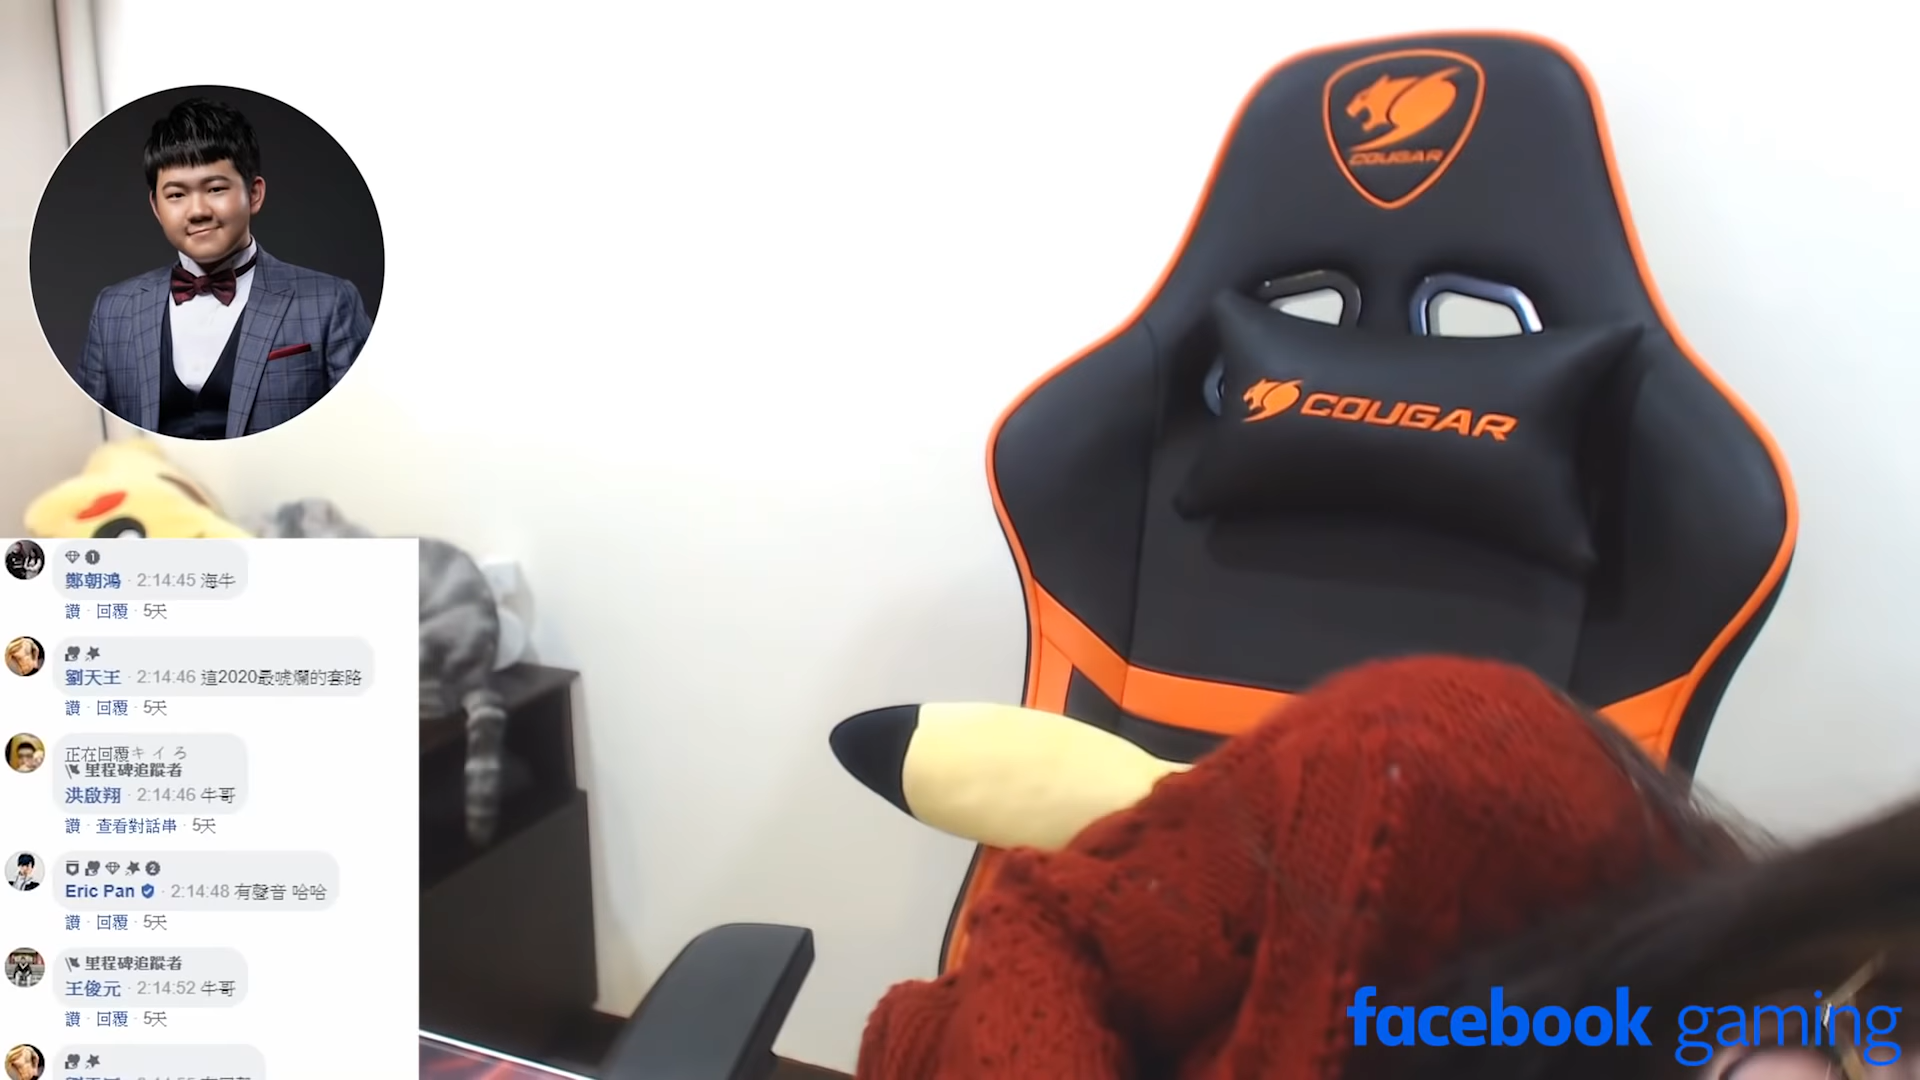 COUGAR
COUGAR
1
鄭朝鴻 · 2:14:45 海牛
讚 · 回覆 · 5天
劉天王 · 2:14:46 這2020最唬爛的套路
讚 · 回覆 · 5天
正在回覆キイろ
里程碑追蹤者
洪啟翔 · 2:14:46 牛哥
讚 · 查看對話串 · 5天
2
Eric Pan · 2:14:48 有聲音 哈哈
讚 · 回覆 · 5天
里程碑追蹤者
王俊元 · 2:14:52 牛哥
讚 · 回覆 · 5天
facebook gaming